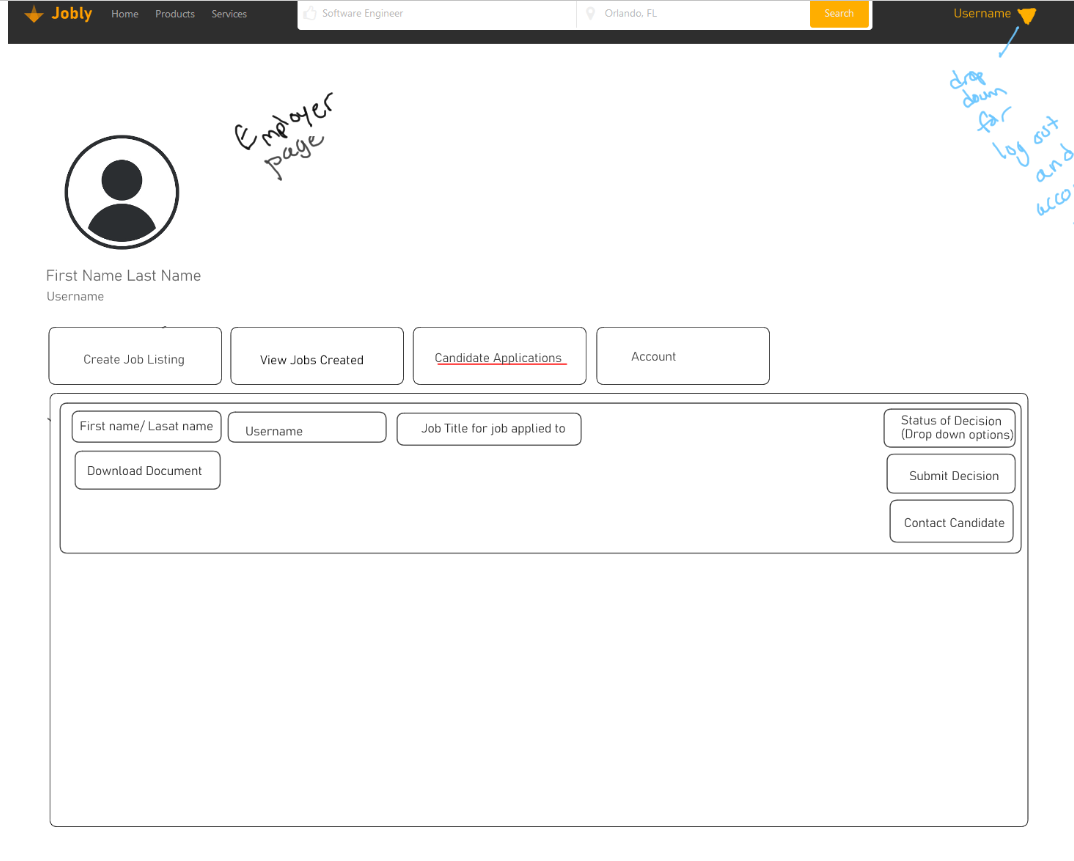 Jobly Home Products Services Software Engineer Orlando, FL Search Username
drop
down
for
log out
and
Employer
page
First Name Last Name
Username
Create Job Listing
View Jobs Created
Candidate Applications
Account
First name/ Lasat name
Username
Job Title for job applied to
Status of Decision
(Drop down options)
Download Document
Submit Decision
Contact Candidate